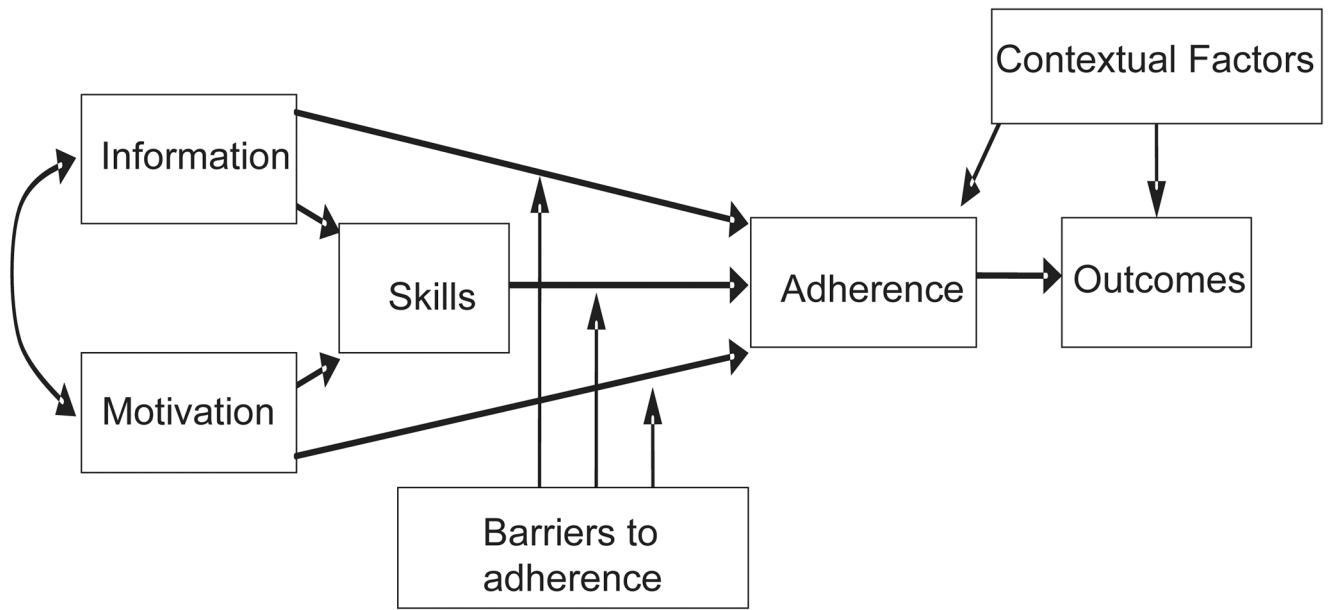 Contextual Factors
Information
Skills
Adherence
Outcomes
Motivation
Barriers to
adherence